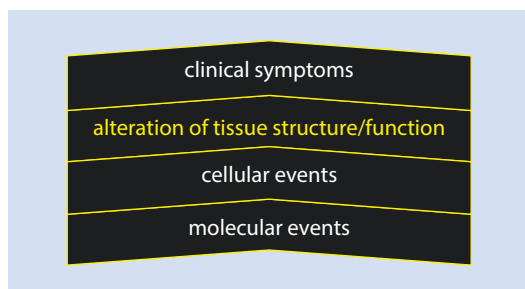 clinical symptoms
alteration of tissue structure/function
cellular events
molecular events